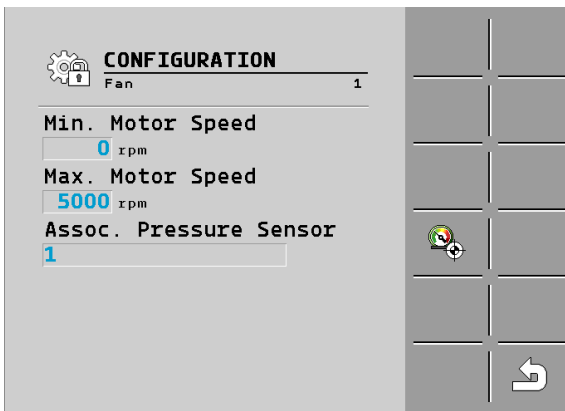 CONFIGURATION
Fan 1
Min. Motor Speed
0 rpm
Max. Motor Speed
5000 rpm
Assoc. Pressure Sensor
1